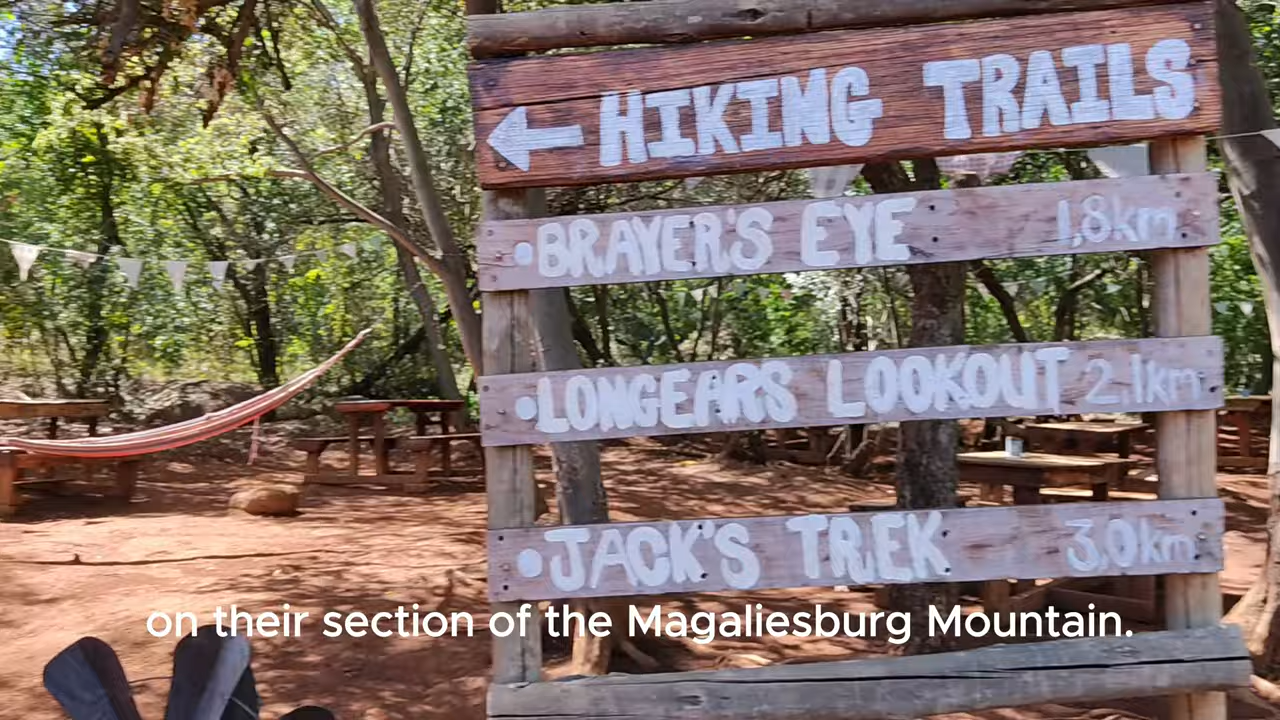 HIKING TRAILS
•BRAYER'S EYE 1,8km
•LONGEARS LOOKOUT 2,1km
•JACK'S TREK 3,0km
on their section of the Magaliesburg Mountain.